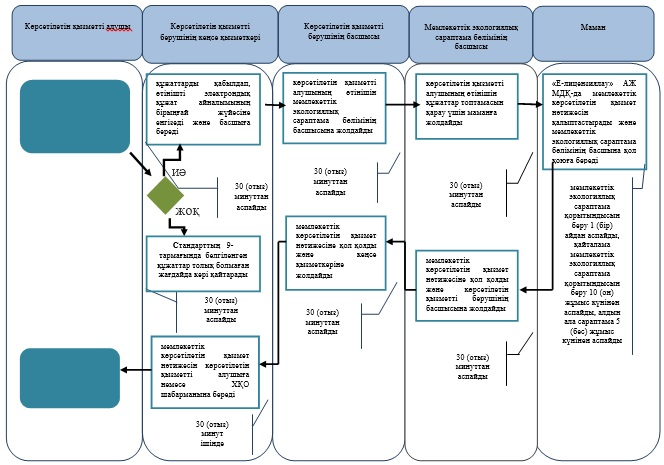 Көрсетілетін қызметті алушы
Көрсетілетін қызметті
берушінің кеңсе қызметкері
Көрсетілетін қызметті
берушінің басшысы
Мемлекеттік экологиялық
сараптама бөлімінің
басшысы
Маман
құжаттарды қабылдап,
өтінішті электрондық
құжат айналымының
бірыңғай жүйесіне
енгізеді және басшыға
береді
көрсетілетін қызметті
алушының өтінішін
мемлекеттік
экологиялық
сараптама бөлімінің
басшысына жолдайды
көрсетілетін қызметті
алушының өтінішін
құжаттар топтамасын
қарау үшін маманға
жолдайды
«Е-лицензиялау» АЖ
МДҚ-да мемлекеттік
көрсетілетін қызмет
нәтижесін
қалыптастырады және
мемлекеттік
экологиялық сараптама
бөлімінің басшына қол
қоюға береді
ИӘ
ЖОҚ
30 (отыз)
минуттан
аспайды
30 (отыз)
минуттан
аспайды
30 (отыз)
минуттан
аспайды
мемлекеттік
экологиялық
сараптама
қорытындысын
беру 1 (бір)
айдан аспайды,
қайталама
мемлекеттік
экологиялық
сараптама
қорытындысын
беру 10 (он)
жұмыс күнінен
аспайды, алдын
ала сараптама 5
(бес) жұмыс
күнінен аспайды
Стандарттың 9-
тармағында белгіленген
құжаттар толық болмаған
жағдайда кері қайтарады
мемлекеттік
көрсетілетін қызмет
нәтижесіне қол қояды
және кеңсе
қызметкеріне
жолдайды
мемлекеттік
көрсетілетін қызмет
нәтижесіне қол қояды
және көрсетілетін
қызметті берушінің
басшысына жолдайды
30 (отыз)
минуттан
аспайды
30 (отыз)
минуттан
аспайды
30 (отыз)
минуттан
аспайды
мемлекеттік
көрсетілетін қызмет
нәтижесін көрсетілетін
қызметті алушыға
немесе ХҚО
шабарманына береді
30 (отыз)
минут
ішінде